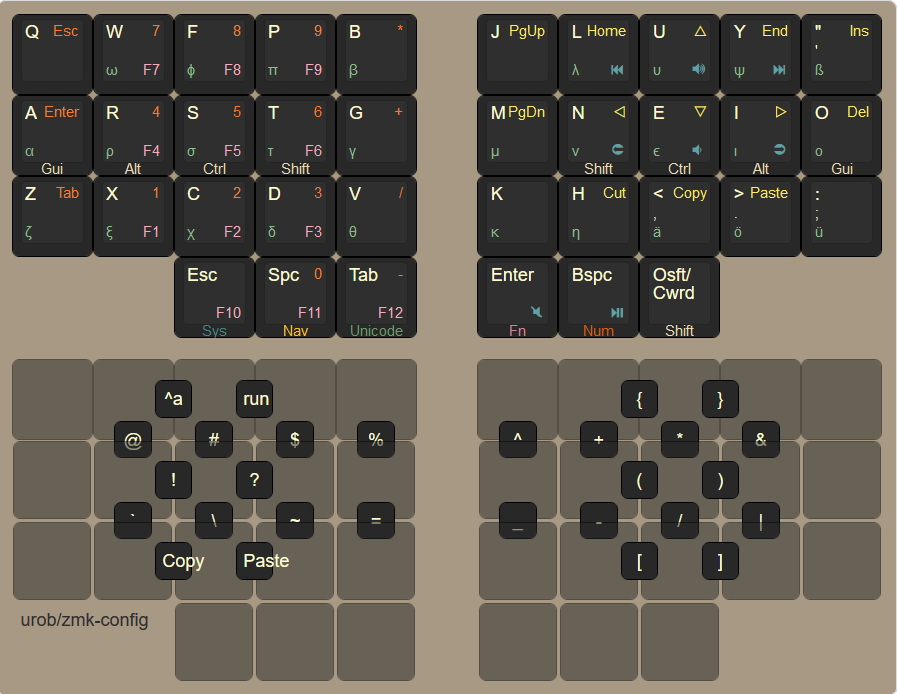 Q Esc W 7 F 8 P 9 B * J PgUp L Home U △ Y End " Ins
'
ω F7 ϕ F8 π F9 β λ ⏮ υ 🔊 ψ ⏭ ß
A Enter R 4 S 5 T 6 G + M PgDn N ◁ E ▽ I ▷ O Del
α ρ F4 σ F5 τ F6 γ μ ν ϵ 🔉 ι ο
Gui Alt Ctrl Shift Shift Ctrl Alt Gui
Z Tab X 1 C 2 D 3 V / K H Cut < Copy > Paste :
, . ;
ζ ξ F1 χ F2 δ F3 θ κ η ä ö ü
Esc Spc 0 Tab - Enter Bspc Osft/
Cwrd
F10 F11 F12 🔇 ⏯
Sys Nav Unicode Fn Num Shift
^a run { }
@ # $ % ^ + * &
! ? ( )
` \ ~ = _ - / |
Copy Paste [ ]
urob/zmk-config